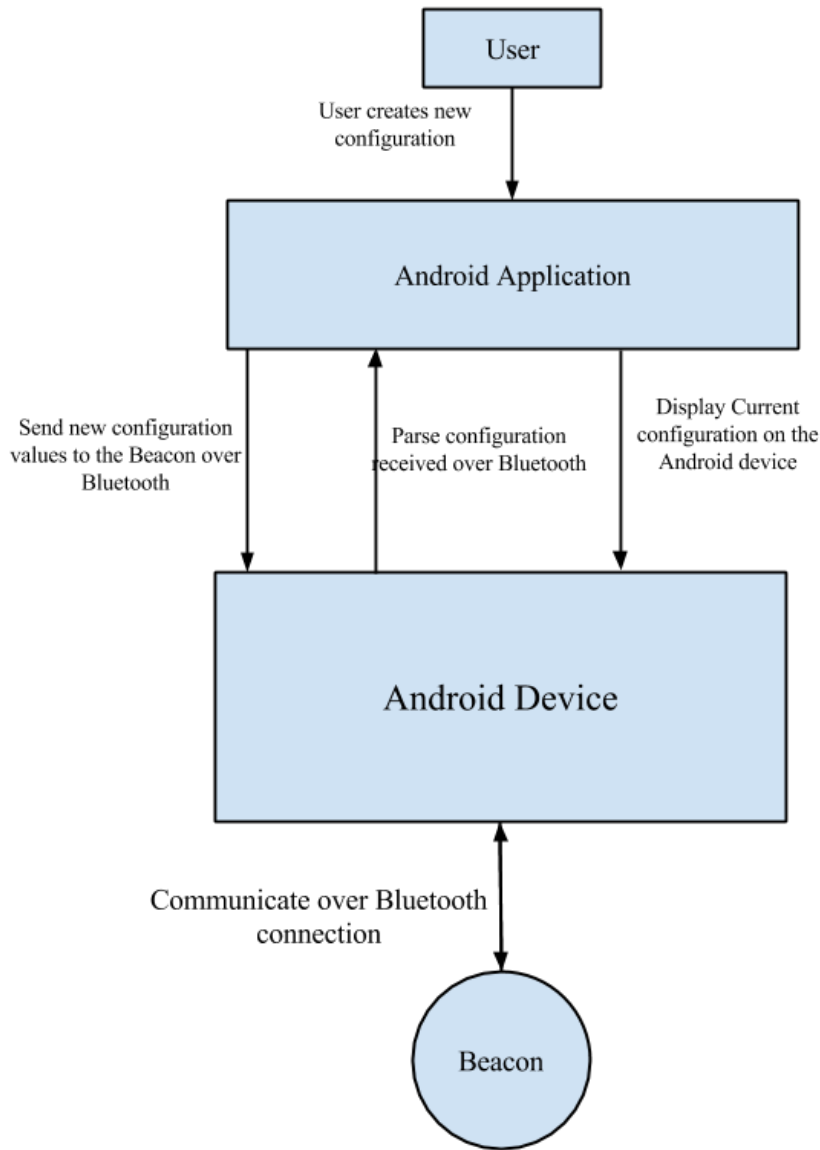 User
User creates new
configuration
Android Application
Send new configuration
values to the Beacon over
Bluetooth
Parse configuration
received over Bluetooth
Display Current
configuration on the
Android device
Android Device
Communicate over Bluetooth
connection
Beacon